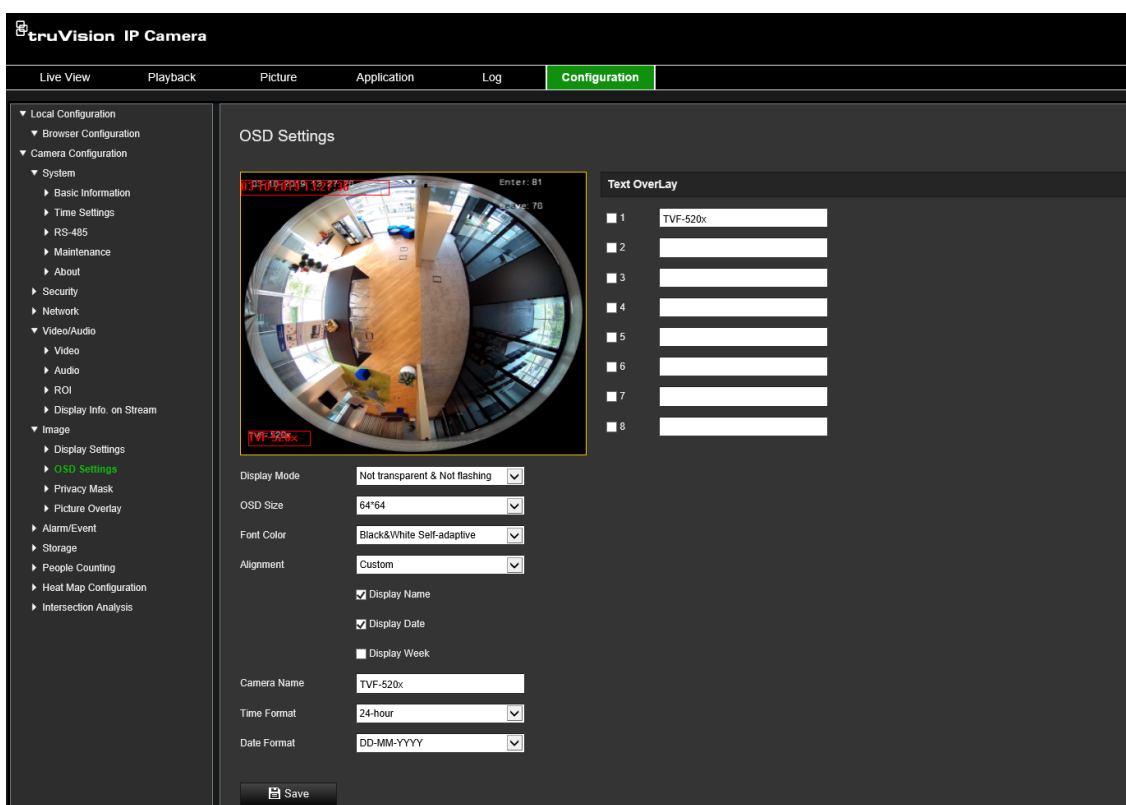 truVision IP Camera
Live View Playback Picture Application Log Configuration
Local Configuration
Browser Configuration
Camera Configuration
System
Basic Information
Time Settings
RS-485
Maintenance
About
Security
Network
Video/Audio
Video
Audio
ROI
Display Info. on Stream
Image
Display Settings
OSD Settings
Privacy Mask
Picture Overlay
Alarm/Event
Storage
People Counting
Heat Map Configuration
Intersection Analysis
OSD Settings
Enter: 81
TVF-520x
Display Mode Not transparent & Not flashing
OSD Size 64*64
Font Color Black&White Self-adaptive
Alignment Custom
Display Name
Display Date
Display Week
Camera Name TVF-520x
Time Format 24-hour
Date Format DD-MM-YYYY
Save
Text OverLay
1 TVF-520x
2
3
4
5
6
7
8